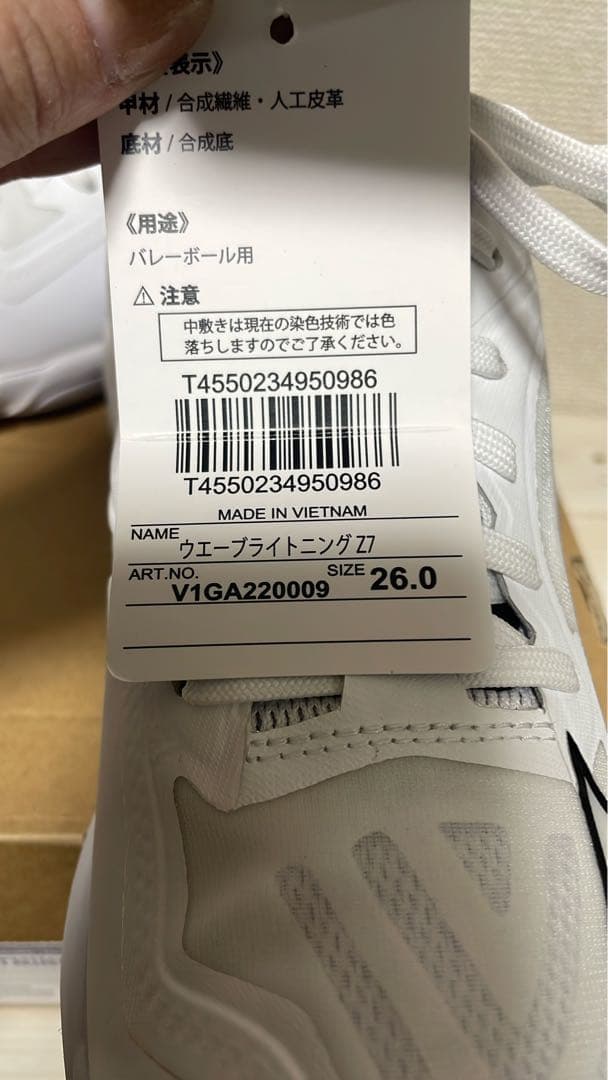 表示》
甲材 / 合成繊維・人工皮革
底材 / 合成底
《用途》
バレーボール用
⚠ 注意
中敷きは現在の染色技術では色
落ちしますのでご了承ください。
T4550234950986
T4550234950986
MADE IN VIETNAM
NAME ウエーブライトニング Z7
ART.NO. V1GA220009 SIZE 26.0